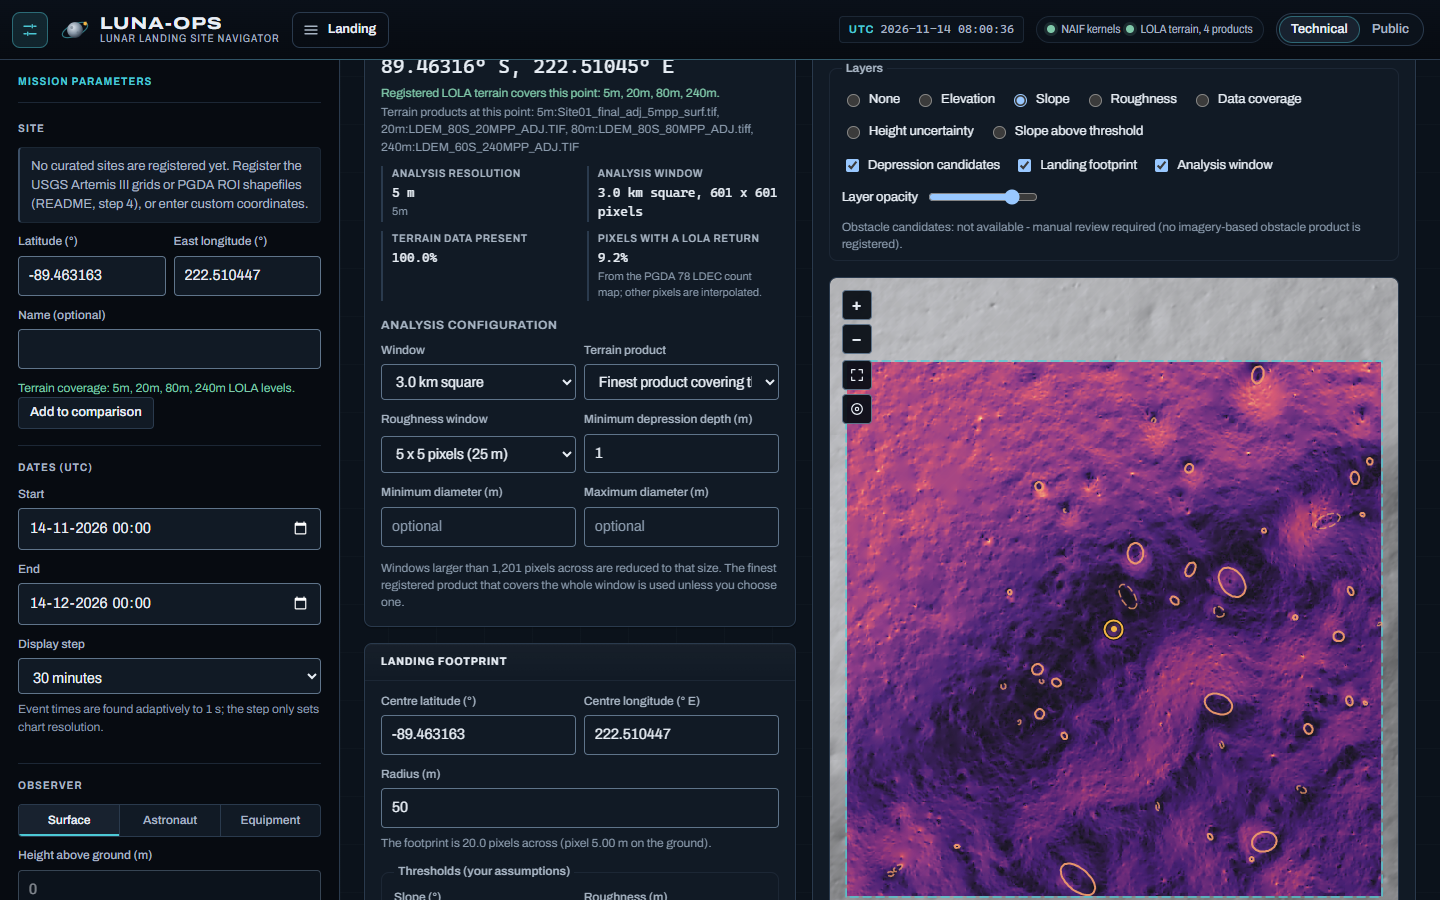 LUNA-OPS
LUNAR LANDING SITE NAVIGATOR
Landing
UTC 2026-11-14 08:00:36
NAIF kernels
LOLA terrain, 4 products
Technical
Public
MISSION PARAMETERS
SITE
No curated sites are registered yet. Register the
USGS Artemis III grids or PGDA ROI shapefiles
(README, step 4), or enter custom coordinates.
Latitude (°)
East longitude (°)
-89.463163
222.510447
Name (optional)
Terrain coverage: 5m, 20m, 80m, 240m LOLA levels.
Add to comparison
DATES (UTC)
Start
14-11-2026 00:00
End
14-12-2026 00:00
Display step
30 minutes
Event times are found adaptively to 1 s; the step only sets
chart resolution.
OBSERVER
Surface
Astronaut
Equipment
Height above ground (m)
0
89.46316° S, 222.51045° E
Registered LOLA terrain covers this point: 5m, 20m, 80m, 240m.
Terrain products at this point: 5m:Site01_final_adj_5mpp_surf.tif,
20m:LDEM_80S_20MPP_ADJ.TIF, 80m:LDEM_80S_80MPP_ADJ.tiff,
240m:LDEM_60S_240MPP_ADJ.TIF
ANALYSIS RESOLUTION
5 m
5m
ANALYSIS WINDOW
3.0 km square, 601 x 601
pixels
TERRAIN DATA PRESENT
100.0%
PIXELS WITH A LOLA RETURN
9.2%
From the PGDA 78 LDEC count
map; other pixels are interpolated.
ANALYSIS CONFIGURATION
Window
Terrain product
3.0 km square
Finest product covering t
Roughness window
Minimum depression depth (m)
5 x 5 pixels (25 m)
1
Minimum diameter (m)
Maximum diameter (m)
optional
optional
Windows larger than 1,201 pixels across are reduced to that size. The finest
registered product that covers the whole window is used unless you choose
one.
LANDING FOOTPRINT
Centre latitude (°)
Centre longitude (° E)
-89.463163
222.510447
Radius (m)
50
The footprint is 20.0 pixels across (pixel 5.00 m on the ground).
Thresholds (your assumptions)
Slope (°)
Roughness (m)
Layers
None
Elevation
Slope
Roughness
Data coverage
Height uncertainty
Slope above threshold
Depression candidates
Landing footprint
Analysis window
Layer opacity
Obstacle candidates: not available - manual review required (no imagery-based obstacle product is
registered).
+
−